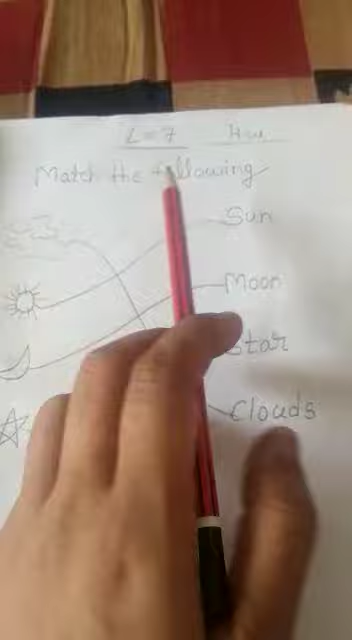 L=7 H.W
Match the following
Sun
Moon
Star
Clouds